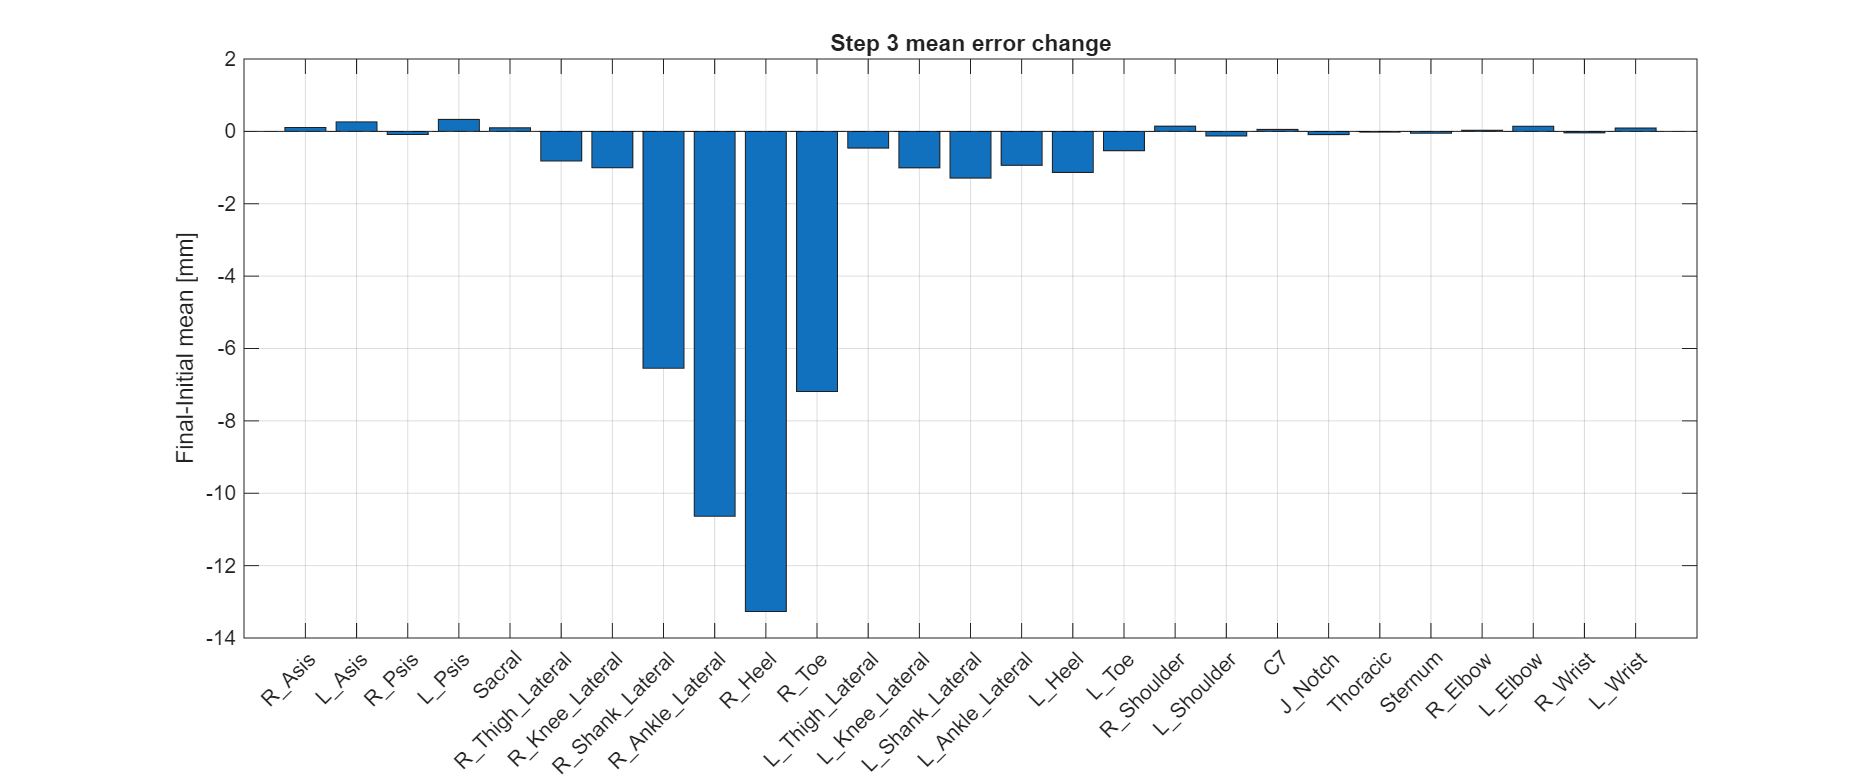 Step 3 mean error change
Final-Initial mean [mm]
2
0
-2
-4
-6
-8
-10
-12
-14
R_Asis
L_Asis
R_Psis
L_Psis
Sacral
R_Thigh_Lateral
R_Knee_Lateral
R_Shank_Lateral
R_Ankle_Lateral
R_Heel
R_Toe
L_Thigh_Lateral
L_Knee_Lateral
L_Shank_Lateral
L_Ankle_Lateral
L_Heel
L_Toe
R_Shoulder
L_Shoulder
C7
J_Notch
Thoracic
Sternum
R_Elbow
L_Elbow
R_Wrist
L_Wrist